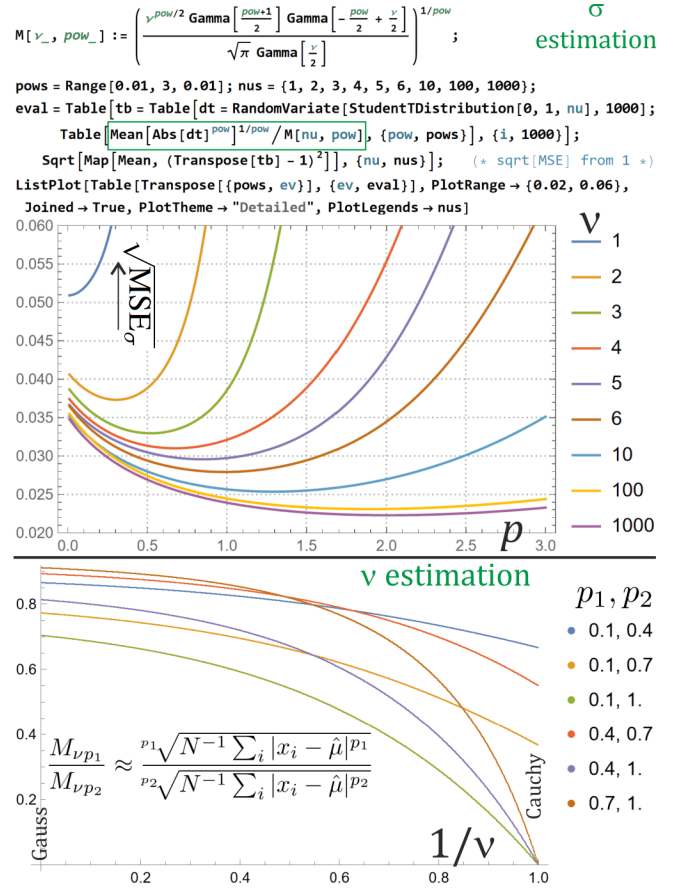 M[ν_, pow_] := (ν^(pow/2) Gamma[(pow+1)/2] Gamma[-pow/2 + ν/2] / (√π Gamma[ν/2]))^(1/pow) ;
σ
estimation
pows = Range[0.01, 3, 0.01]; nus = {1, 2, 3, 4, 5, 6, 10, 100, 1000};
eval = Table[tb = Table[dt = RandomVariate[StudentTDistribution[0, 1, nu], 1000];
Table[Mean[Abs[dt]^pow]^(1/pow) / M[nu, pow], {pow, pows}], {i, 1000}];
Sqrt[Map[Mean, (Transpose[tb] - 1)^2]], {nu, nus}]; (* sqrt[MSE] from 1 *)
ListPlot[Table[Transpose[{pows, ev}], {ev, eval}], PlotRange → {0.02, 0.06},
Joined → True, PlotTheme → "Detailed", PlotLegends → nus]
0.060
0.055
0.050
0.045
0.040
0.035
0.030
0.025
0.020
√MSE_σ
0.0 0.5 1.0 1.5 2.0 2.5 3.0
p
ν
1
2
3
4
5
6
10
100
1000
ν estimation
0.8
0.6
0.4
0.2
M_νp₁ / M_νp₂ ≈ ᵖ¹√(N⁻¹ ∑ᵢ |xᵢ − μ̂|^p₁) / ᵖ²√(N⁻¹ ∑ᵢ |xᵢ − μ̂|^p₂)
Gauss
Cauchy
1/ν
0.2 0.4 0.6 0.8 1.0
p₁, p₂
0.1, 0.4
0.1, 0.7
0.1, 1.
0.4, 0.7
0.4, 1.
0.7, 1.